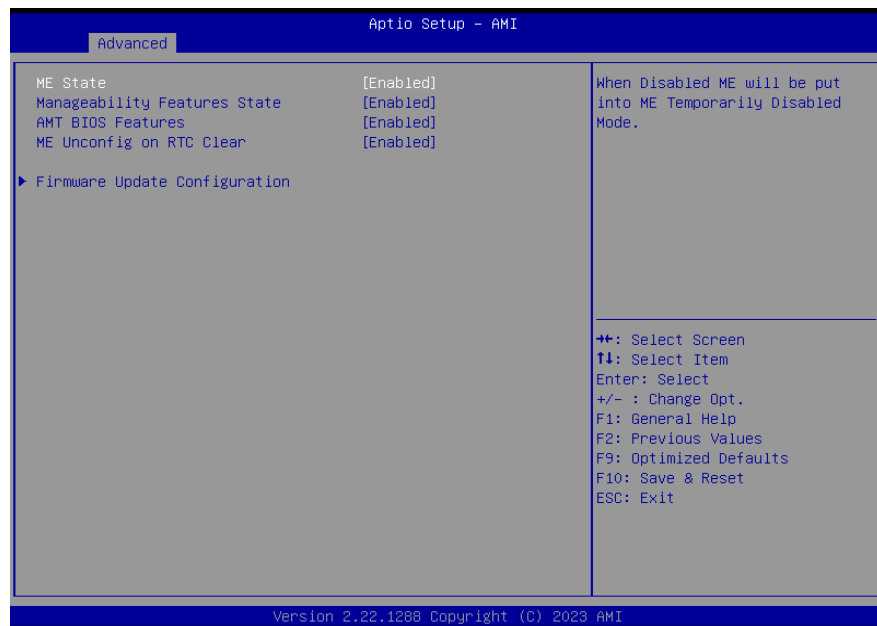 Aptio Setup – AMI
Advanced
ME State [Enabled]
Manageability Features State [Enabled]
AMT BIOS Features [Enabled]
ME Unconfig on RTC Clear [Enabled]
▶ Firmware Update Configuration
When Disabled ME will be put
into ME Temporarily Disabled
Mode.
→←: Select Screen
↑↓: Select Item
Enter: Select
+/- : Change Opt.
F1: General Help
F2: Previous Values
F9: Optimized Defaults
F10: Save & Reset
ESC: Exit
Version 2.22.1288 Copyright (C) 2023 AMI